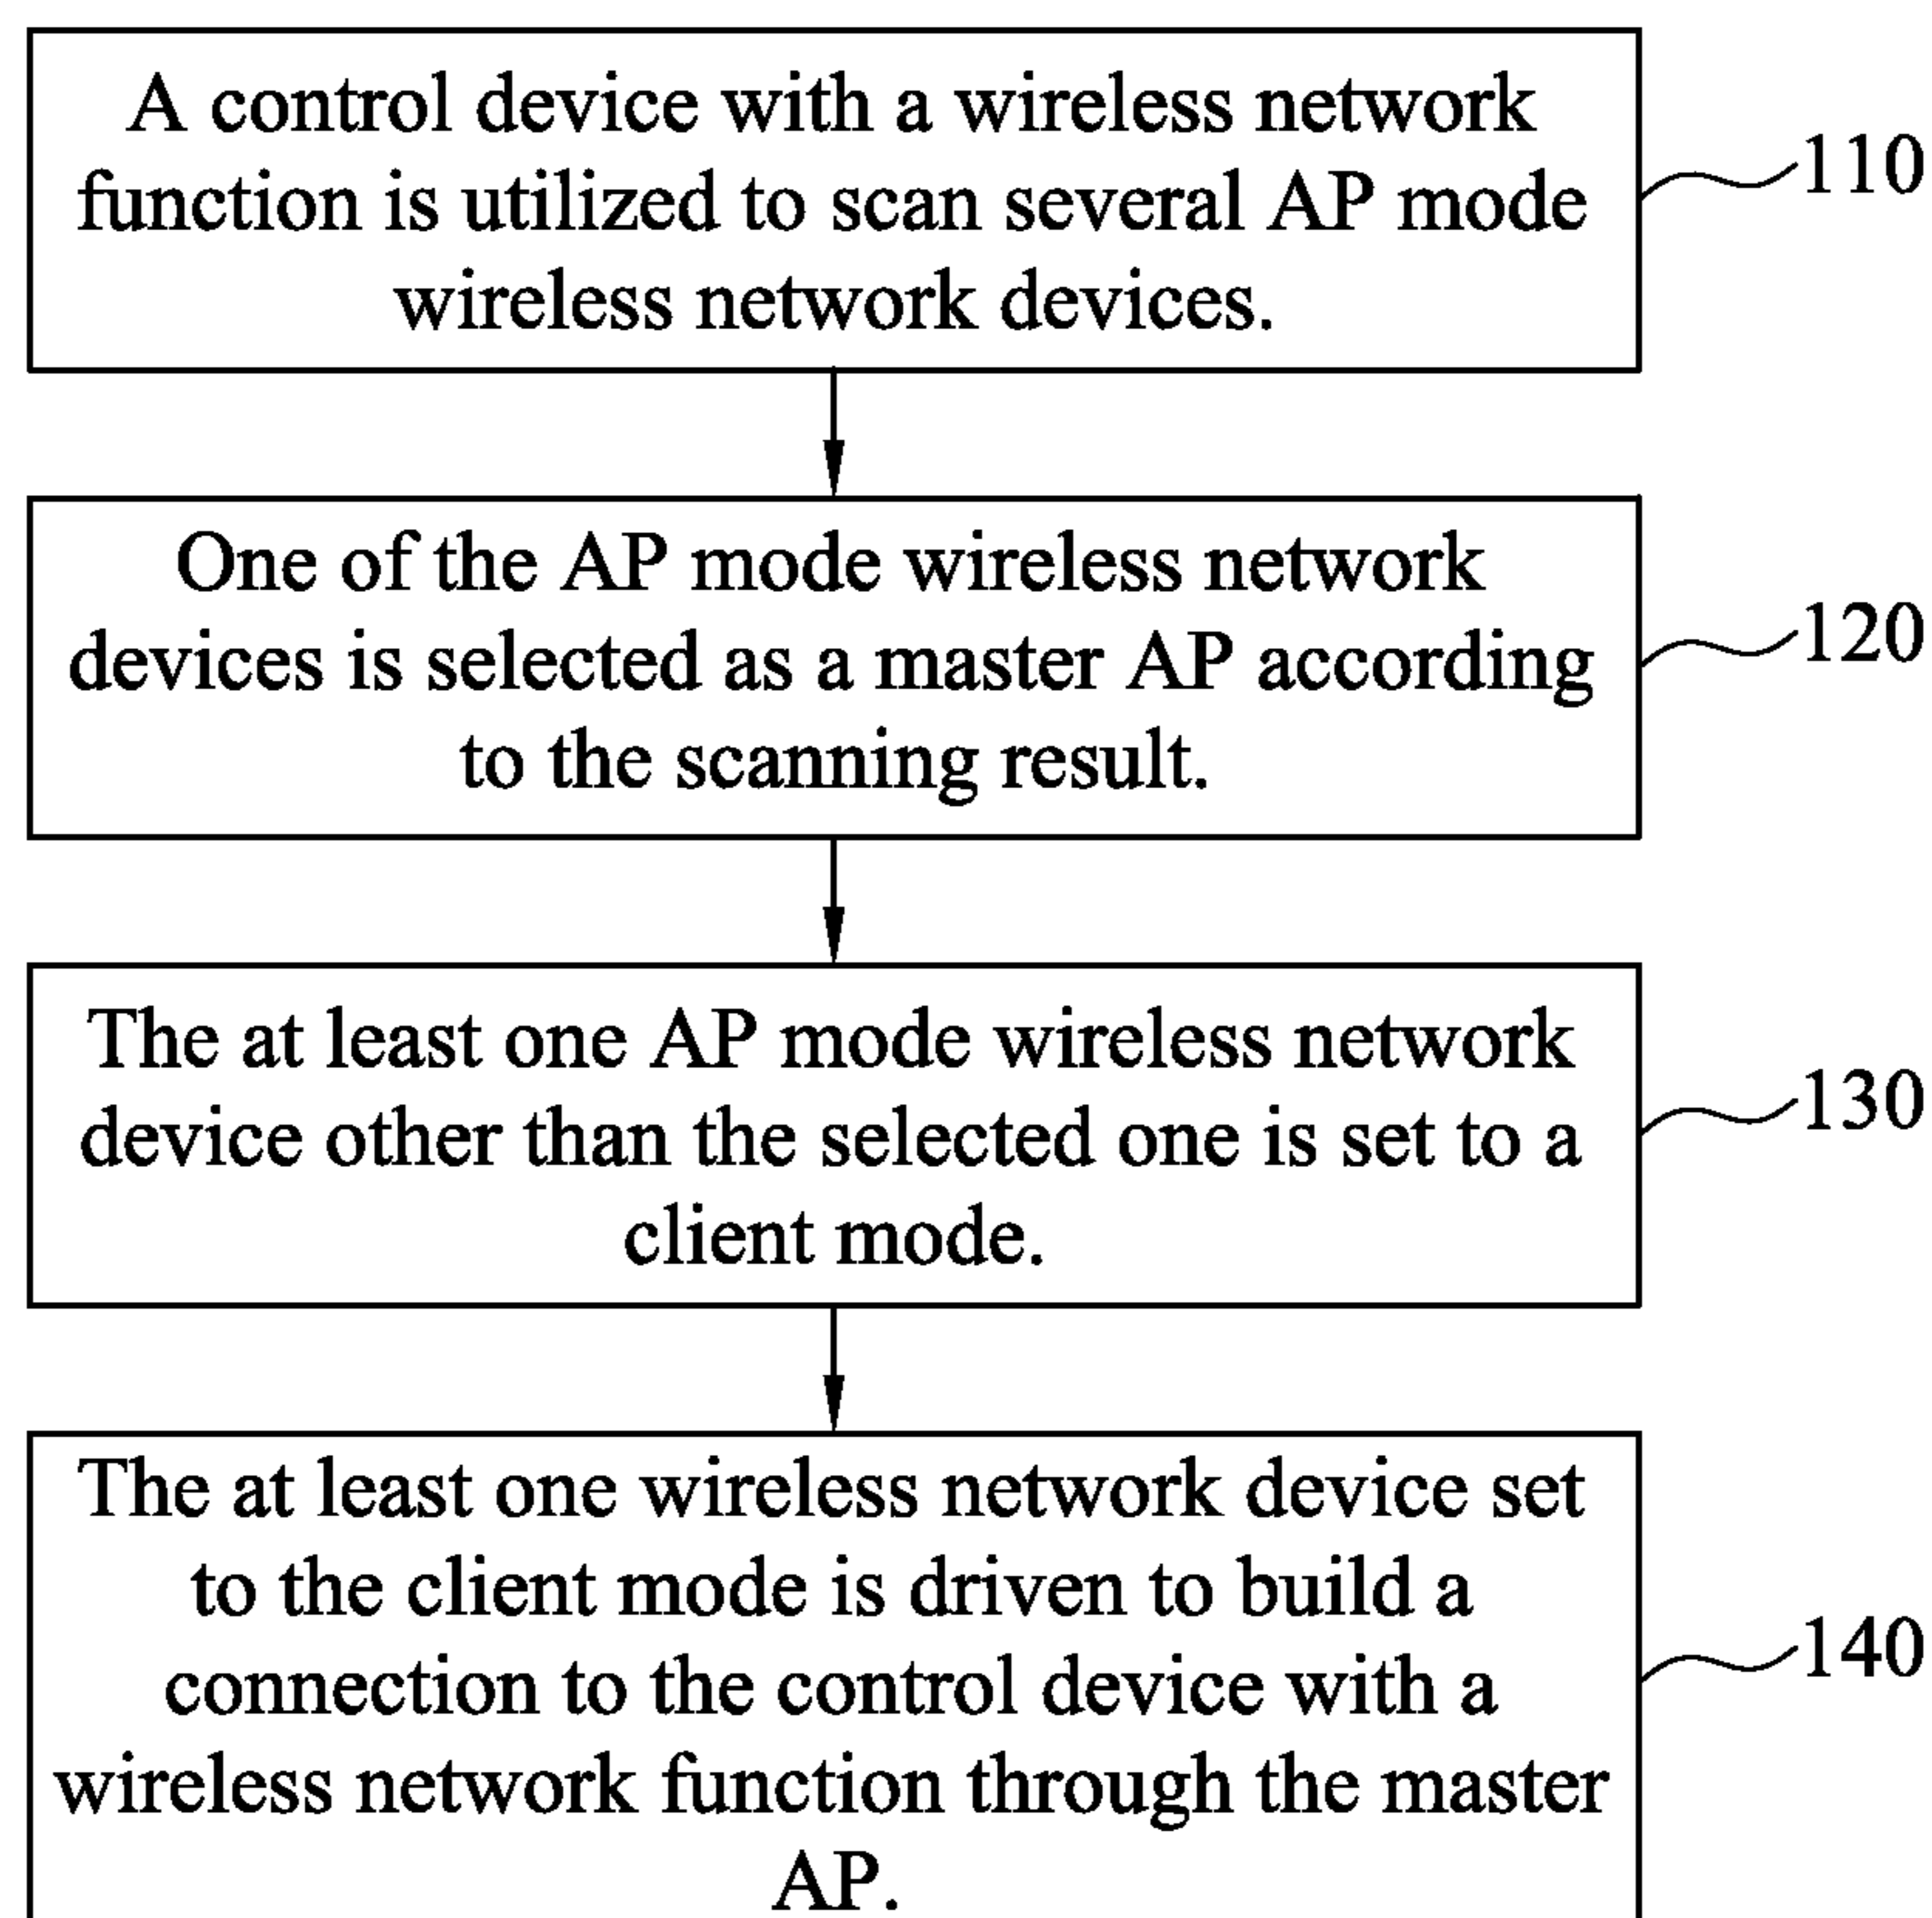 A control device with a wireless network
function is utilized to scan several AP mode
wireless network devices.
110
One of the AP mode wireless network
devices is selected as a master AP according
to the scanning result.
120
The at least one AP mode wireless network
device other than the selected one is set to a
client mode.
130
The at least one wireless network device set
to the client mode is driven to build a
connection to the control device with a
wireless network function through the master
AP.
140